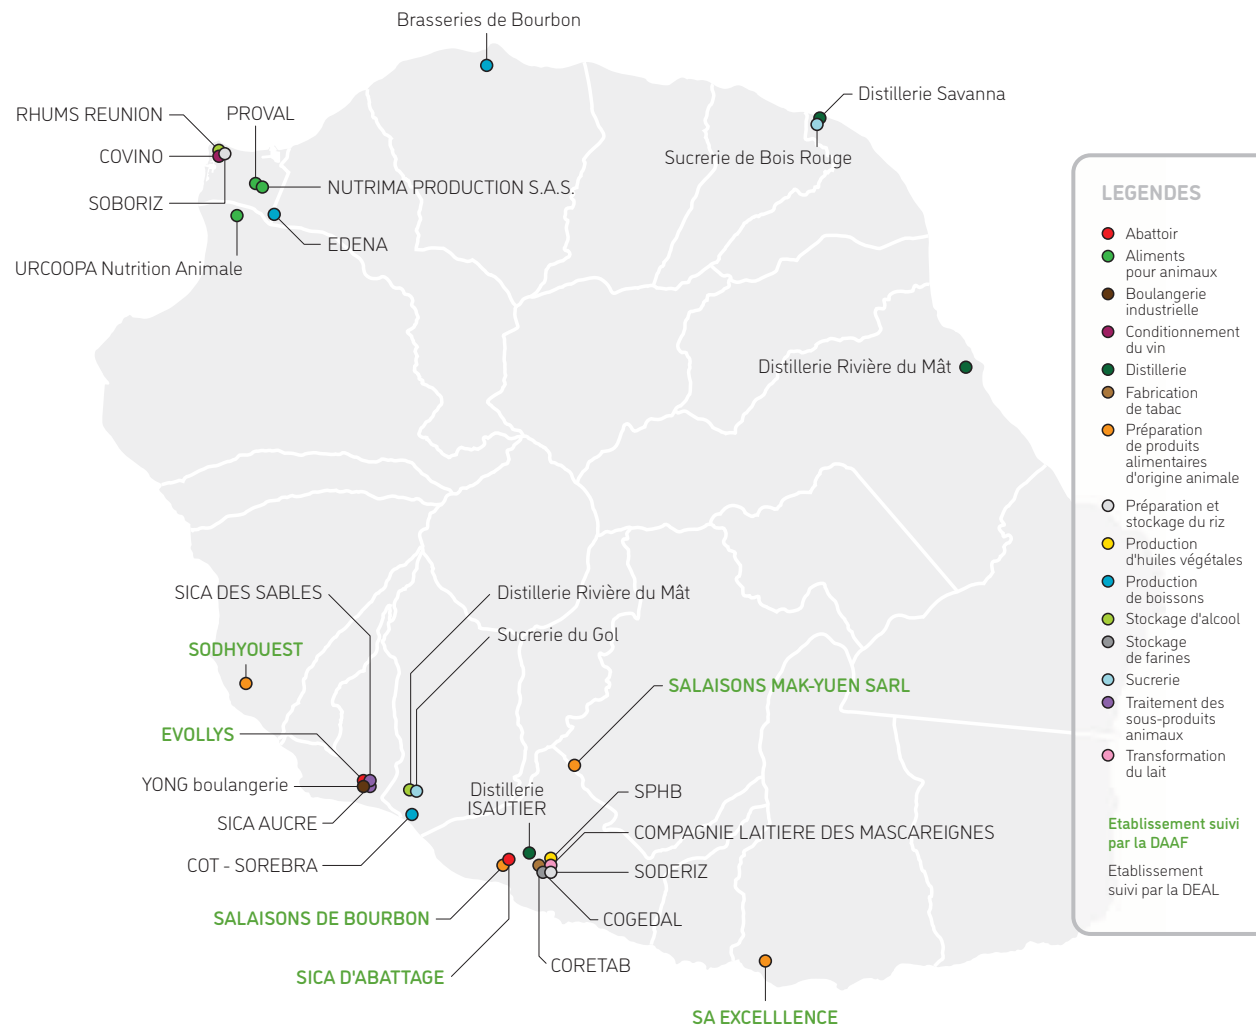 Brasseries de Bourbon
Distillerie Savanna
RHUMS REUNION
PROVAL
COVINO
Sucrerie de Bois Rouge
NUTRIMA PRODUCTION S.A.S.
SOBORIZ
EDENA
URCOOPA Nutrition Animale
Distillerie Rivière du Mât
SICA DES SABLES
Distillerie Rivière du Mât
Sucrerie du Gol
SODHYOUEST
SALAISONS MAK-YUEN SARL
EVOLLYS
YONG boulangerie
Distillerie
ISAUTIER
SPHB
SICA AUCRE
COMPAGNIE LAITIERE DES MASCAREIGNES
COT - SOREBRA
SODERIZ
SALAISONS DE BOURBON
COGEDAL
CORETAB
SICA D'ABATTAGE
SA EXCELLLENCE
LEGENDES
Abattoir
Aliments
pour animaux
Boulangerie
industrielle
Conditionnement
du vin
Distillerie
Fabrication
de tabac
Préparation
de produits
alimentaires
d'origine animale
Préparation et
stockage du riz
Production
d'huiles végétales
Production
de boissons
Stockage d'alcool
Stockage
de farines
Sucrerie
Traitement des
sous-produits
animaux
Transformation
du lait
Etablissement suivi
par la DAAF
Etablissement
suivi par la DEAL